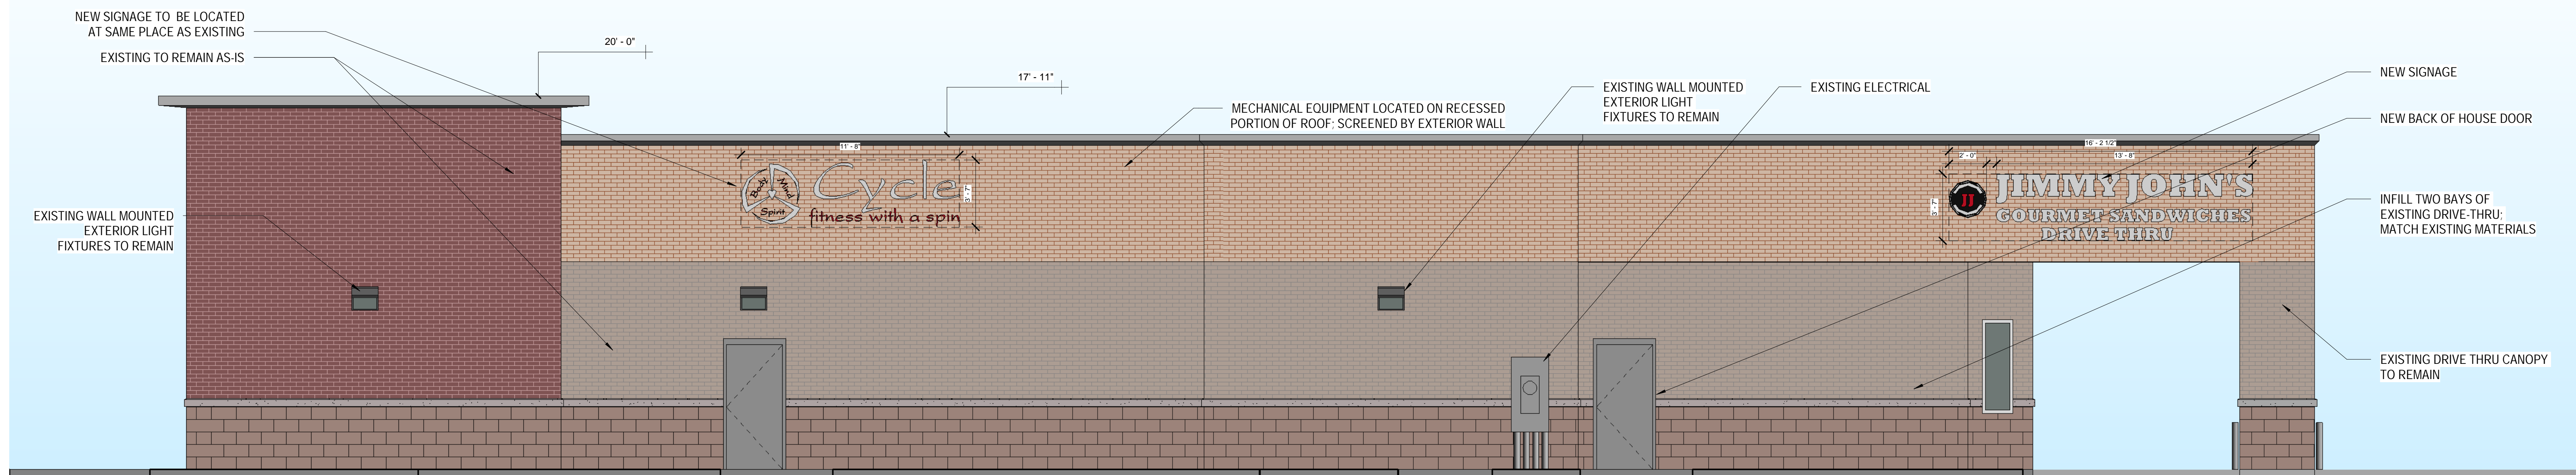 NEW SIGNAGE TO BE LOCATED
AT SAME PLACE AS EXISTING
EXISTING TO REMAIN AS-IS
EXISTING WALL MOUNTED
EXTERIOR LIGHT
FIXTURES TO REMAIN
20' - 0"
17' - 11"
MECHANICAL EQUIPMENT LOCATED ON RECESSED
PORTION OF ROOF; SCREENED BY EXTERIOR WALL
EXISTING WALL MOUNTED
EXTERIOR LIGHT
FIXTURES TO REMAIN
EXISTING ELECTRICAL
11' - 8"
3' - 7"
Body
Mind
Spirit
Cycle
fitness with a spin
16' - 2 1/2"
2' - 0"
13' - 8"
3' - 7"
JJ
JIMMY JOHN'S
GOURMET SANDWICHES
DRIVE THRU
NEW SIGNAGE
NEW BACK OF HOUSE DOOR
INFILL TWO BAYS OF
EXISTING DRIVE-THRU;
MATCH EXISTING MATERIALS
EXISTING DRIVE THRU CANOPY
TO REMAIN